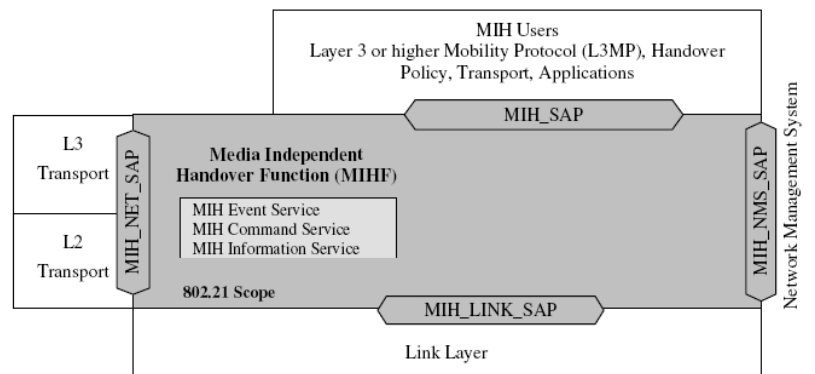 MIH Users
Layer 3 or higher Mobility Protocol (L3MP), Handover
Policy, Transport, Applications
MIH_SAP
L3
Transport
L2
Transport
MIH_NET_SAP
Media Independent
Handover Function (MIHF)
MIH Event Service
MIH Command Service
MIH Information Service
802.21 Scope
MIH_NMS_SAP
Network Management System
MIH_LINK_SAP
Link Layer